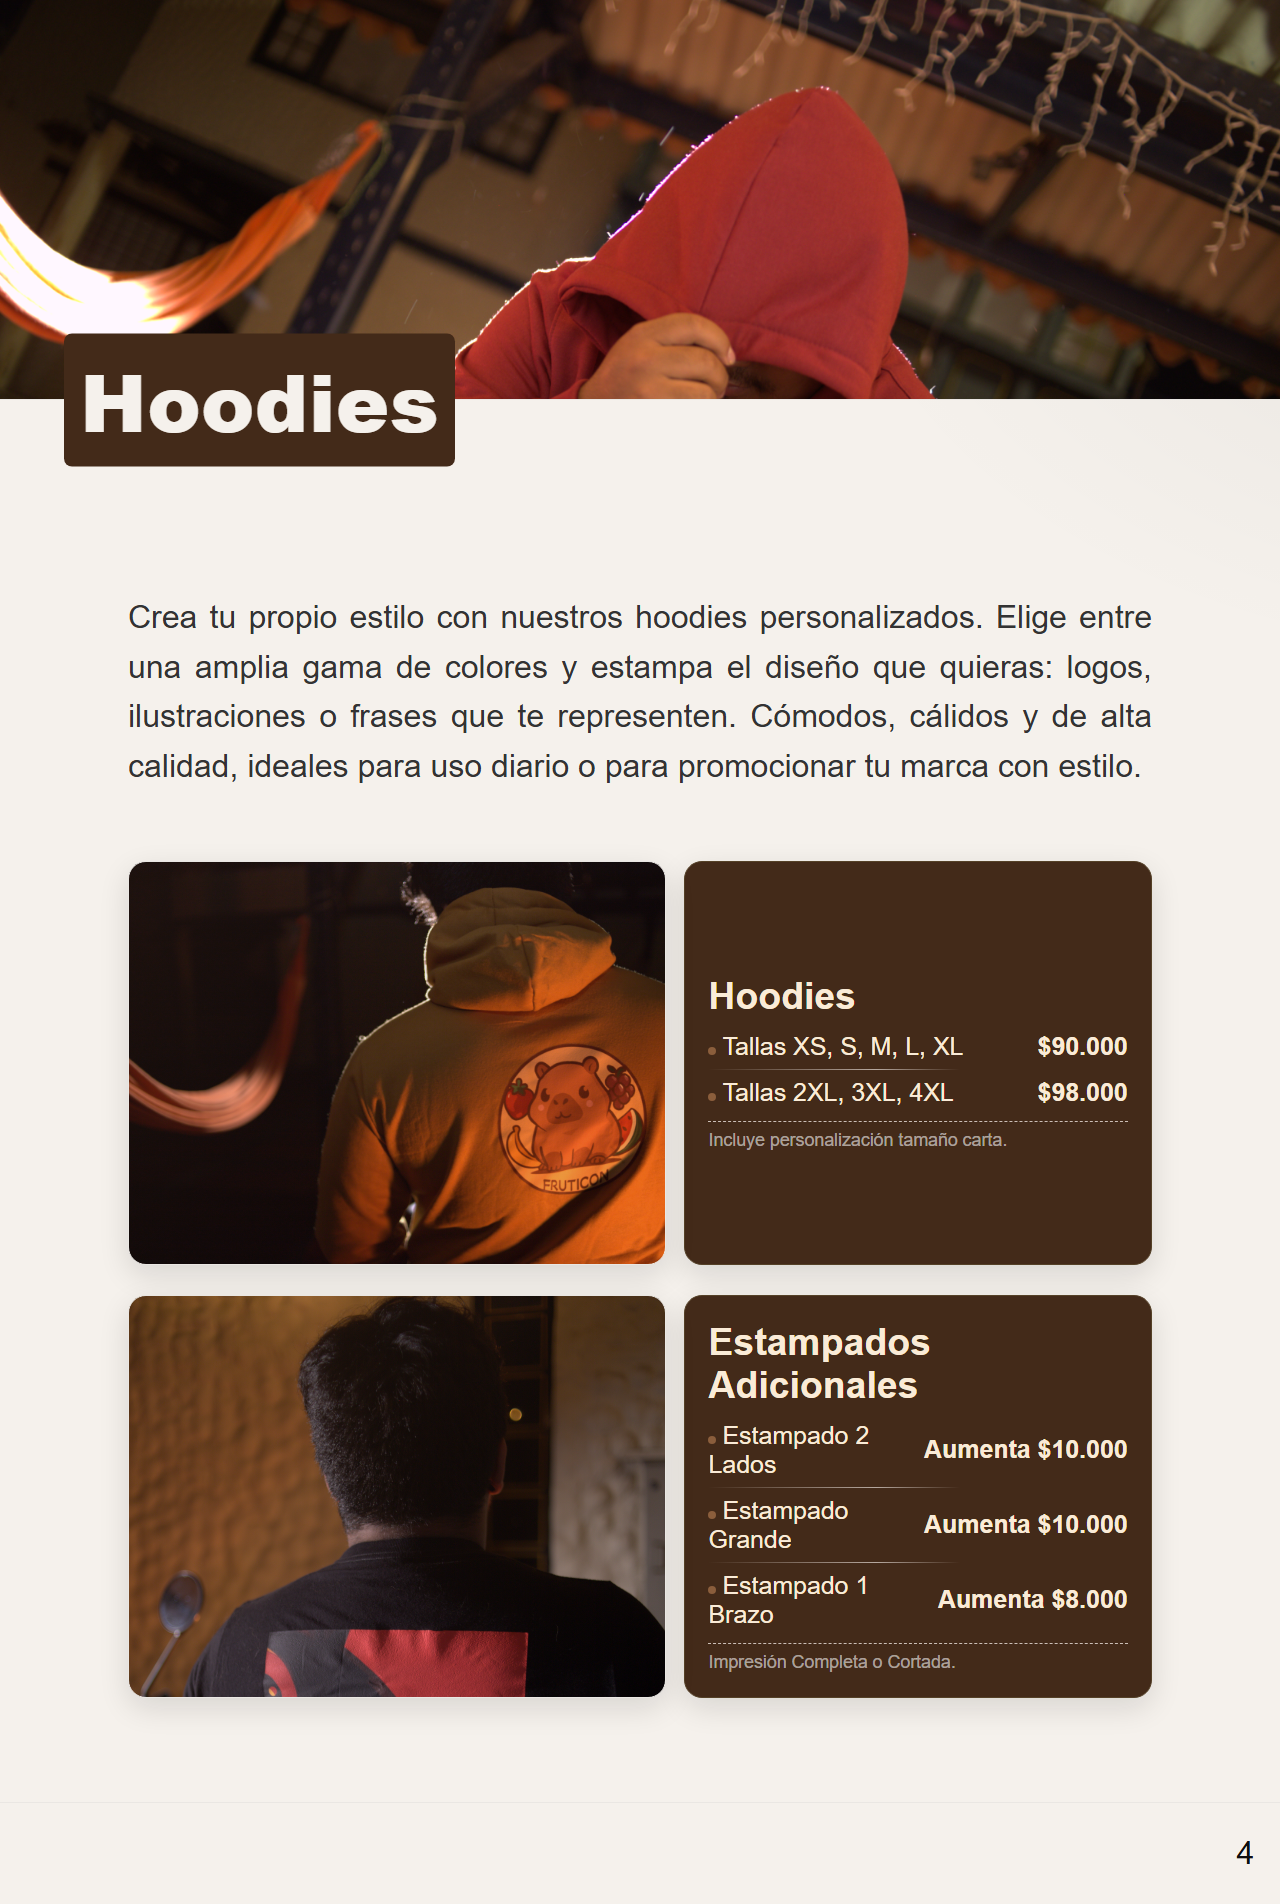 Hoodies
Crea tu propio estilo con nuestros hoodies personalizados. Elige entre
una amplia gama de colores y estampa el diseño que quieras: logos,
ilustraciones o frases que te representen. Cómodos, cálidos y de alta
calidad, ideales para uso diario o para promocionar tu marca con estilo.
FRUTICON
Hoodies
Tallas XS, S, M, L, XL $90.000
Tallas 2XL, 3XL, 4XL $98.000
Incluye personalización tamaño carta.
Estampados
Adicionales
Estampado 2
Lados
Aumenta $10.000
Estampado
Grande
Aumenta $10.000
Estampado 1
Brazo
Aumenta $8.000
Impresión Completa o Cortada.
4